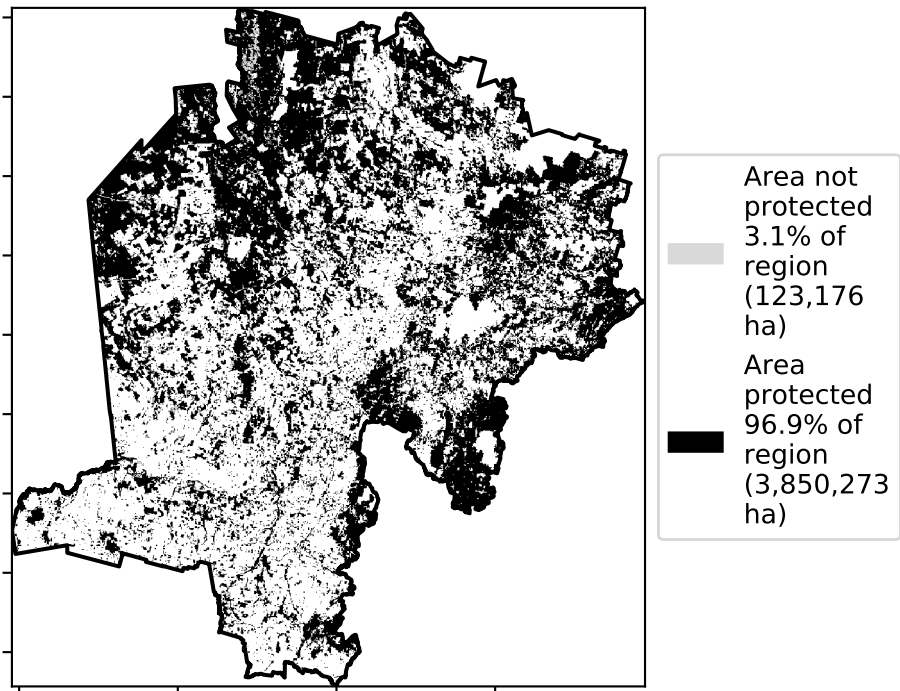 Area not
protected
3.1% of
region
(123,176
ha)
Area
protected
96.9% of
region
(3,850,273
ha)